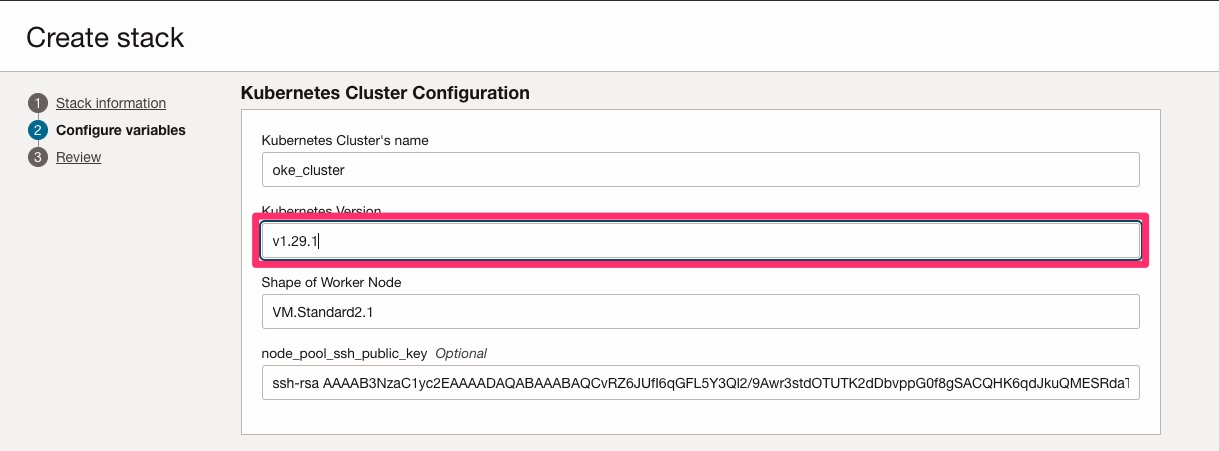 Create stack
1 Stack information
2 Configure variables
3 Review
Kubernetes Cluster Configuration
Kubernetes Cluster's name
oke_cluster
Kubernetes Version
v1.29.1
Shape of Worker Node
VM.Standard2.1
node_pool_ssh_public_key Optional
ssh-rsa AAAAB3NzaC1yc2EAAAADAQABAAABAQCvRZ6JUfI6qGFL5Y3Ql2/9Awr3stdOTUTK2dDbvppG0f8gSACQHK6qdJkuQMESRdaT